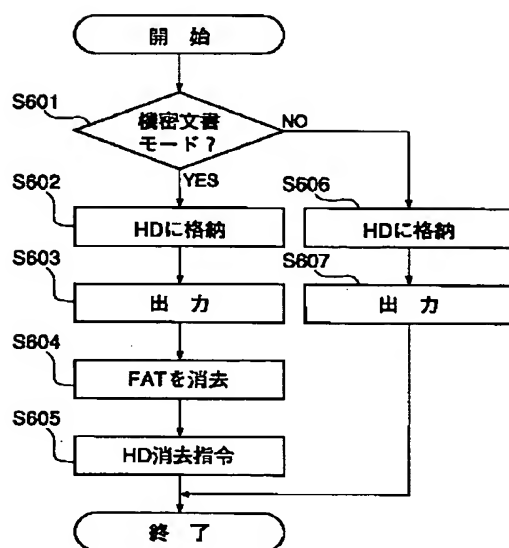 開 始
S601
機密文書
モード?
NO
YES
S602
HDに格納
S606
HDに格納
S603
出 力
S607
出 力
S604
FATを消去
S605
HD消去指令
終 了